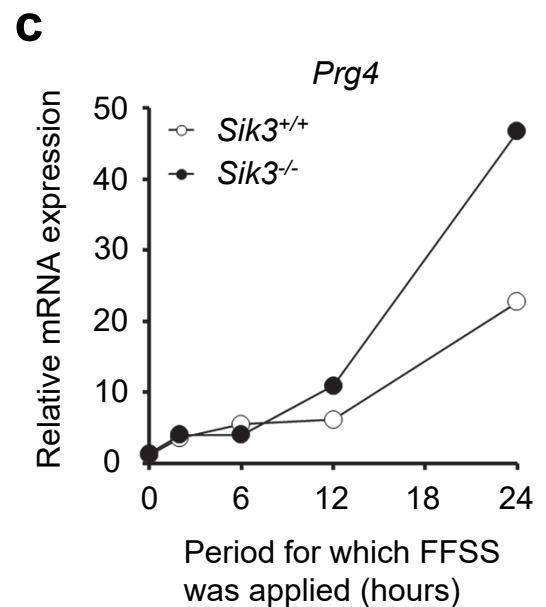 c
Prg4
Relative mRNA expression
50
40
30
20
10
0
Sik3+/+
Sik3-/-
0 6 12 18 24
Period for which FFSS
was applied (hours)